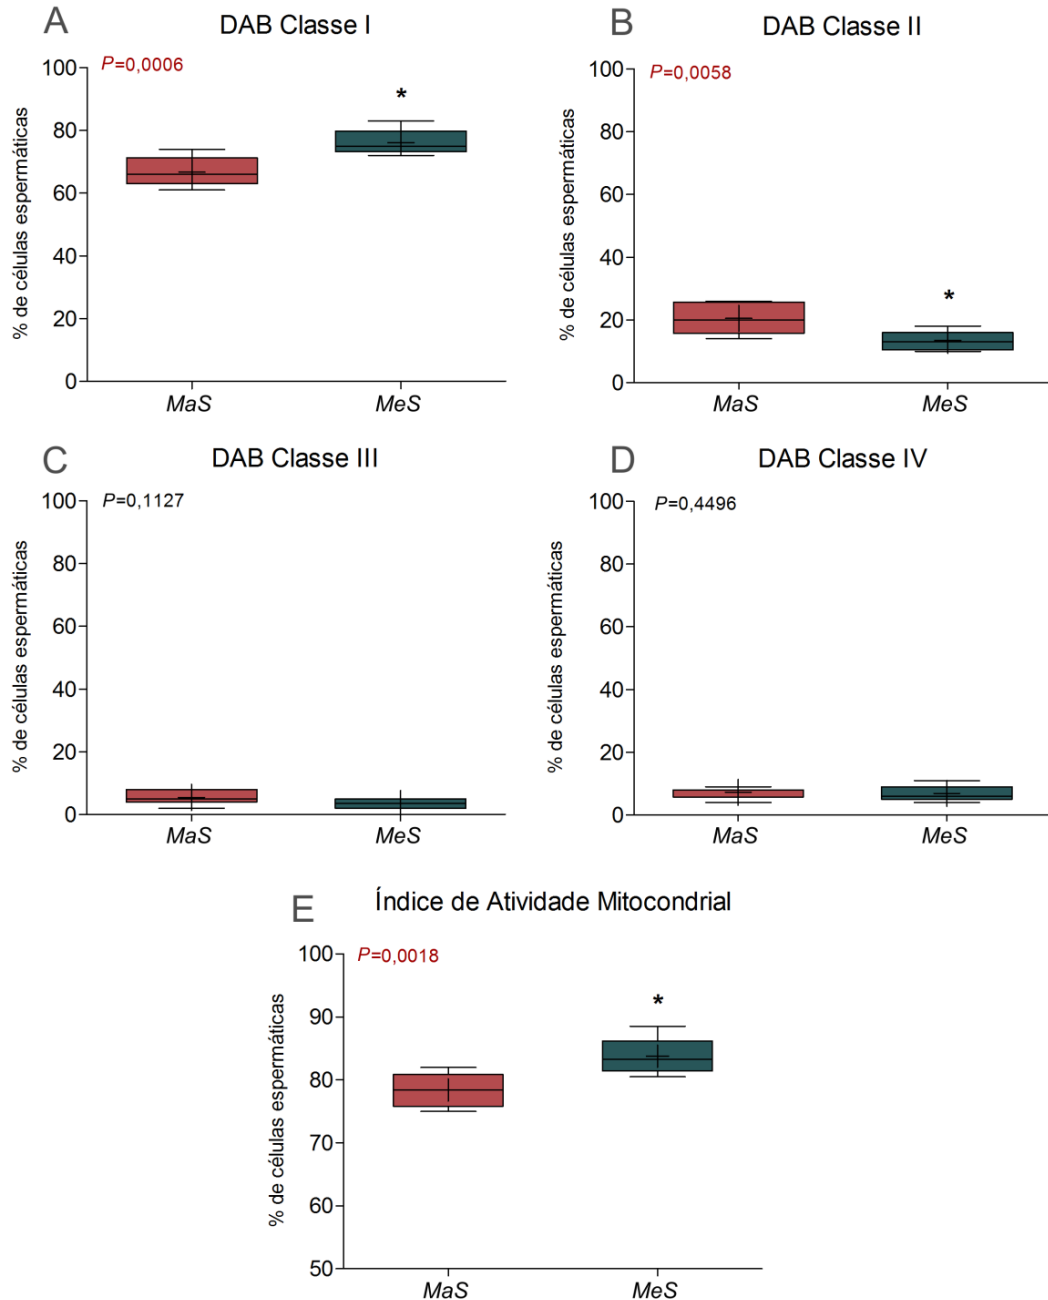 A
DAB Classe I
P=0,0006
*
% de células espermáticas
100
80
60
40
20
0
MaS
MeS
B
DAB Classe II
P=0,0058
*
100
80
60
40
20
0
% de células espermáticas
MaS
MeS
C
DAB Classe III
P=0,1127
% de células espermáticas
100
80
60
40
20
0
MaS
MeS
D
DAB Classe IV
P=0,4496
% de células espermáticas
100
80
60
40
20
0
MaS
MeS
E
Índice de Atividade Mitocondrial
P=0,0018
*
% de células espermáticas
100
90
80
70
60
50
MaS
MeS